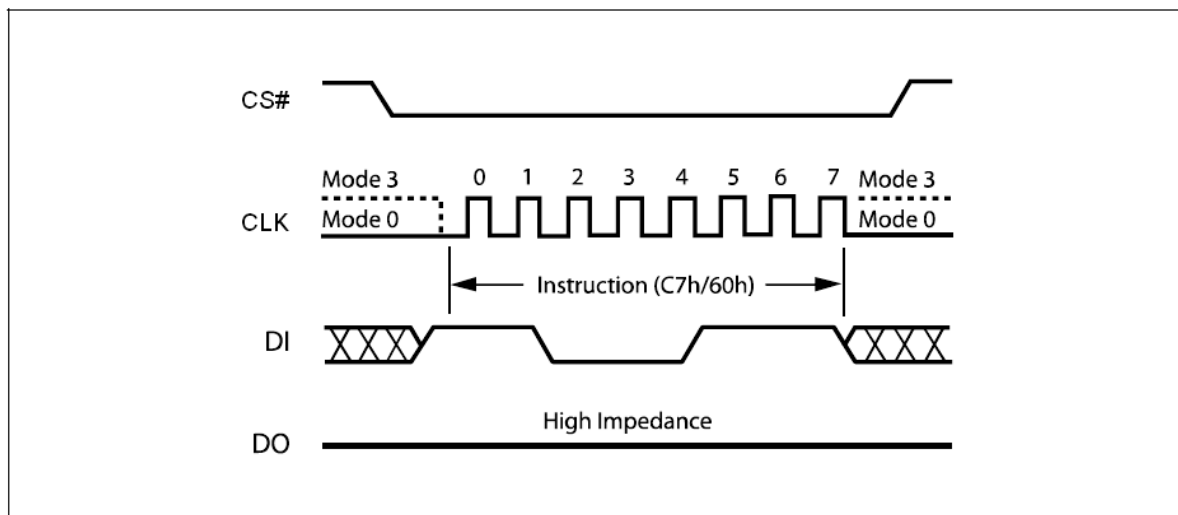 CS#
Mode 3 0 1 2 3 4 5 6 7 Mode 3
CLK Mode 0 Mode 0
Instruction (C7h/60h)
DI
High Impedance
DO